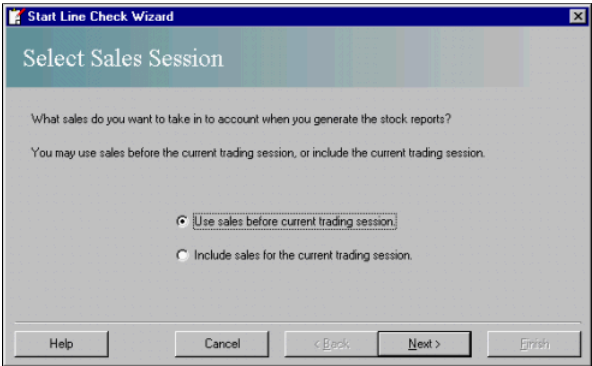 Start Line Check Wizard
Select Sales Session
What sales do you want to take in to account when you generate the stock reports?
You may use sales before the current trading session, or include the current trading session.
Use sales before current trading session.
Include sales for the current trading session.
Help Cancel < Back Next > Finish